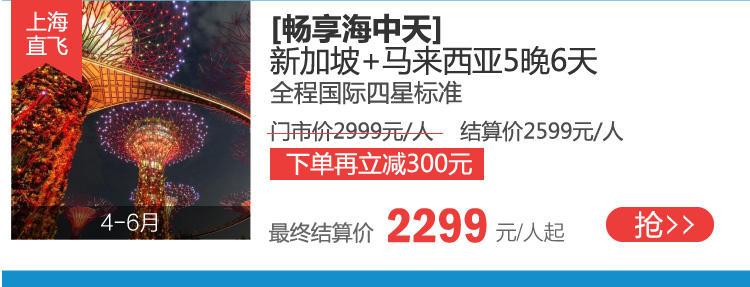 上海
直飞
[畅享海中天]
新加坡+马来西亚5晚6天
全程国际四星标准
门市价2999元/人 结算价2599元/人
下单再立减300元
4-6月
最终结算价 2299 元/人起
抢>>